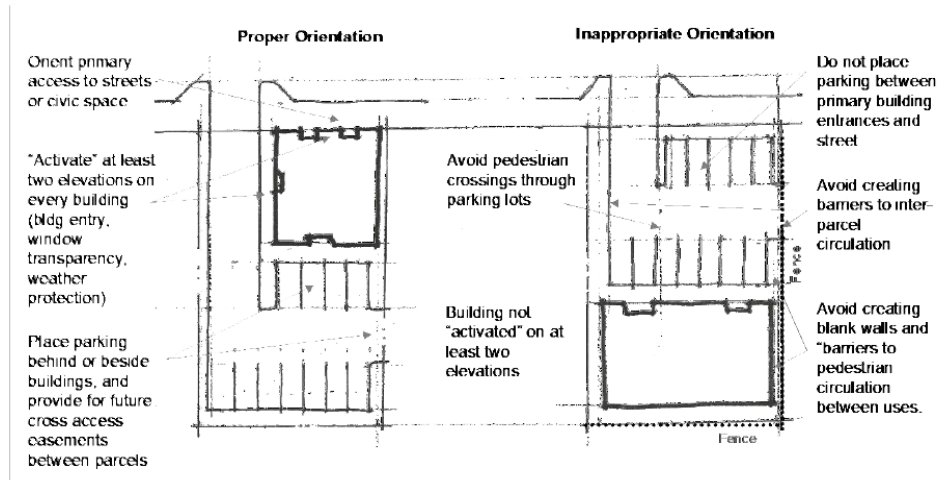 Proper Orientation
Orient primary
access to streets
or civic space
"Activate" at least
two elevations on
every building
(bldg entry,
window
transparency,
weather
protection)
Place parking
behind or beside
buildings, and
provide for future
cross access
easements
between parcels
Inappropriate Orientation
Avoid pedestrian
crossings through
parking lots
Building not
"activated" on at
least two
elevations
Do not place
parking between
primary building
entrances and
street
Avoid creating
barriers to inter-
parcel
circulation
Fence
Avoid creating
blank walls and
"barriers to
pedestrian
circulation
between uses.
Fence